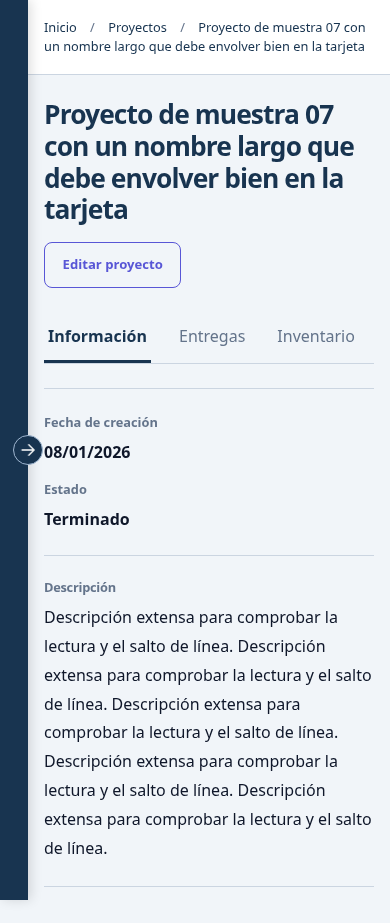 Inicio / Proyectos / Proyecto de muestra 07 con
un nombre largo que debe envolver bien en la tarjeta
Proyecto de muestra 07
con un nombre largo que
debe envolver bien en la
tarjeta
Editar proyecto
Información Entregas Inventario
Fecha de creación
08/01/2026
Estado
Terminado
Descripción
Descripción extensa para comprobar la
lectura y el salto de línea. Descripción
extensa para comprobar la lectura y el salto
de línea. Descripción extensa para
comprobar la lectura y el salto de línea.
Descripción extensa para comprobar la
lectura y el salto de línea. Descripción
extensa para comprobar la lectura y el salto
de línea.